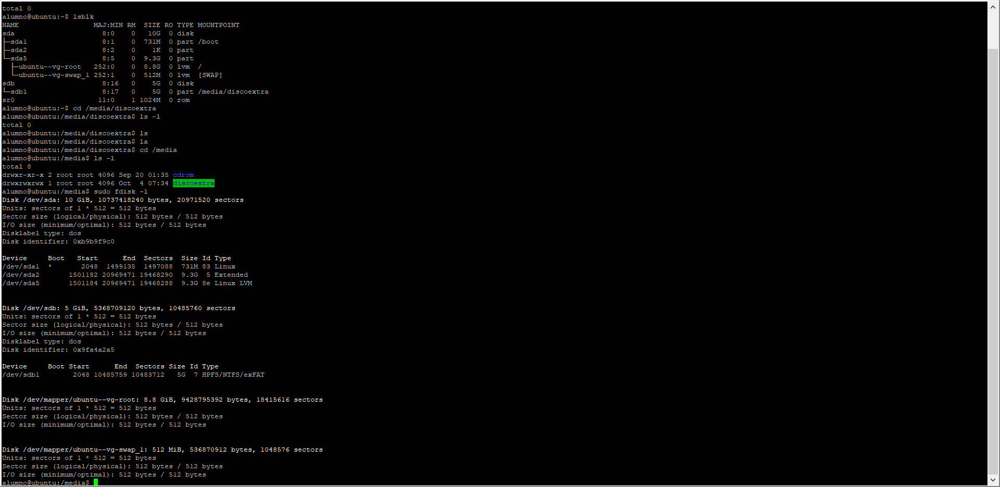 total 0
alumno@ubuntu:~$ lsblk
NAME                  MAJ:MIN RM  SIZE RO TYPE MOUNTPOINT
sda                     8:0    0   10G  0 disk
├─sda1                  8:1    0  731M  0 part /boot
├─sda2                  8:2    0    1K  0 part
└─sda5                  8:5    0  9.3G  0 part
  ├─ubuntu--vg-root   252:0    0  8.8G  0 lvm  /
  └─ubuntu--vg-swap_1 252:1    0  512M  0 lvm  [SWAP]
sdb                     8:16   0    5G  0 disk
└─sdb1                  8:17   0    5G  0 part /media/discoextra
sr0                    11:0    1 1024M  0 rom
alumno@ubuntu:~$ cd /media/discoextra
alumno@ubuntu:/media/discoextra$ ls -l
total 0
alumno@ubuntu:/media/discoextra$ ls
alumno@ubuntu:/media/discoextra$ la
alumno@ubuntu:/media/discoextra$ cd /media
alumno@ubuntu:/media$ ls -l
total 8
drwxr-xr-x 2 root root 4096 Sep 20 01:35 cdrom
drwxrwxrwx 1 root root 4096 Oct  4 07:34 discoextra
alumno@ubuntu:/media$ sudo fdisk -l
Disk /dev/sda: 10 GiB, 10737418240 bytes, 20971520 sectors
Units: sectors of 1 * 512 = 512 bytes
Sector size (logical/physical): 512 bytes / 512 bytes
I/O size (minimum/optimal): 512 bytes / 512 bytes
Disklabel type: dos
Disk identifier: 0xb9b9f9c0

Device     Boot   Start      End  Sectors  Size Id Type
/dev/sda1  *       2048  1499135  1497088  731M 83 Linux
/dev/sda2       1501182 20969471 19468290  9.3G  5 Extended
/dev/sda5       1501184 20969471 19468288  9.3G 8e Linux LVM


Disk /dev/sdb: 5 GiB, 5368709120 bytes, 10485760 sectors
Units: sectors of 1 * 512 = 512 bytes
Sector size (logical/physical): 512 bytes / 512 bytes
I/O size (minimum/optimal): 512 bytes / 512 bytes
Disklabel type: dos
Disk identifier: 0x9fa4a2a5

Device     Boot Start      End  Sectors Size Id Type
/dev/sdb1        2048 10485759 10483712   5G  7 HPFS/NTFS/exFAT


Disk /dev/mapper/ubuntu--vg-root: 8.8 GiB, 9428795392 bytes, 18415616 sectors
Units: sectors of 1 * 512 = 512 bytes
Sector size (logical/physical): 512 bytes / 512 bytes
I/O size (minimum/optimal): 512 bytes / 512 bytes


Disk /dev/mapper/ubuntu--vg-swap_1: 512 MiB, 536870912 bytes, 1048576 sectors
Units: sectors of 1 * 512 = 512 bytes
Sector size (logical/physical): 512 bytes / 512 bytes
I/O size (minimum/optimal): 512 bytes / 512 bytes
alumno@ubuntu:/media$